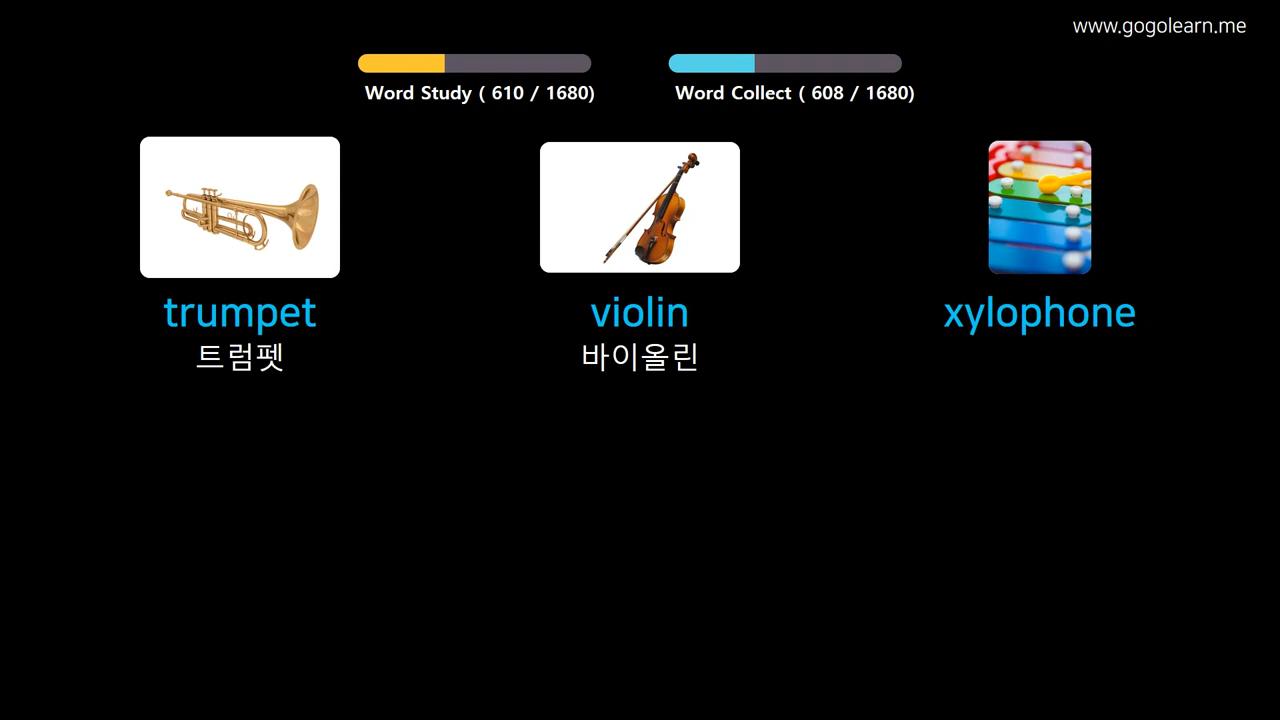 www.gogolearn.me
Word Study ( 610 / 1680)
Word Collect ( 608 / 1680)
trumpet
트럼펫
violin
바이올린
xylophone